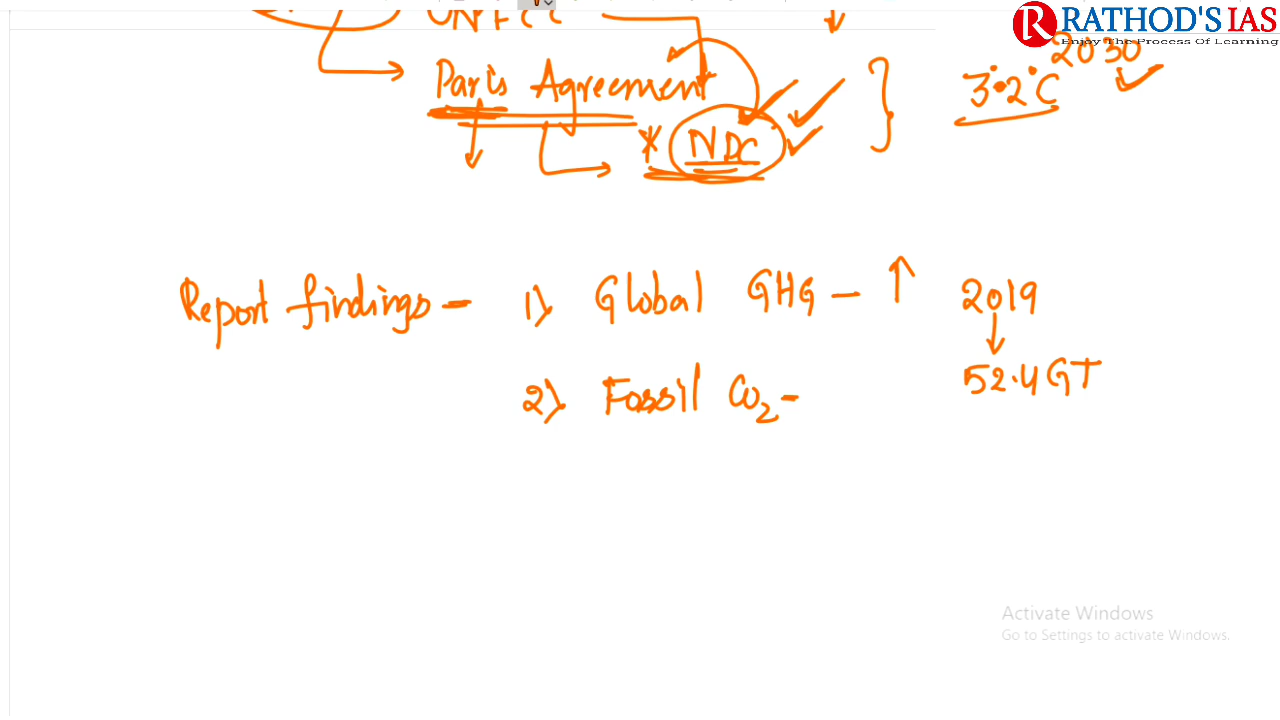 UNFCC
RATHOD'S IAS
Enjoy The Process Of Learning
2030
Paris Agreement
3.2°C
* NDC
Report findings - 1) Global GHG - ↑ 2019
52.4 GT
2) Fossil CO2 -
Activate Windows
Go to Settings to activate Windows.